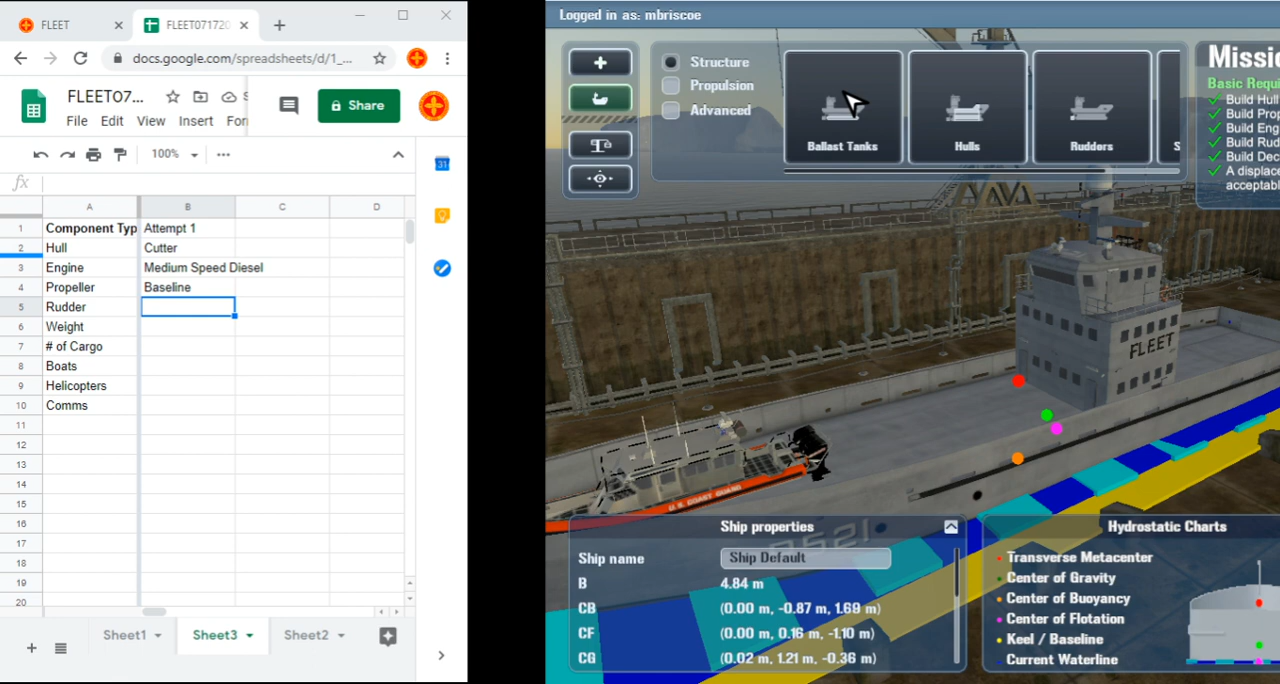 FLEET
FLEET071720
docs.google.com/spreadsheets/d/1_...
FLEET07...
Share
File Edit View Insert For
100%
fx
A B C D
1 Component Typ Attempt 1
2 Hull Cutter
3 Engine Medium Speed Diesel
4 Propeller Baseline
5 Rudder
6 Weight
7 # of Cargo
8 Boats
9 Helicopters
10 Comms
11
12
13
14
15
16
17
18
19
20
Sheet1 Sheet3 Sheet2
Logged in as: mbriscoe
Structure
Propulsion
Advanced
Ballast Tanks
Hulls
Rudders
S
Missio
Basic Requi
Build Hull
Build Prop
Build Eng
Build Rud
Build Dec
A displace
acceptabl
FLEET
U.S. COAST GUARD
Ship properties
Ship name Ship Default
B 4.84 m
CB (0.00 m, -0.87 m, 1.69 m)
CF (0.00 m, 0.16 m, -1.10 m)
CG (0.02 m, 1.21 m, -0.36 m)
Hydrostatic Charts
Transverse Metacenter
Center of Gravity
Center of Buoyancy
Center of Flotation
Keel / Baseline
Current Waterline